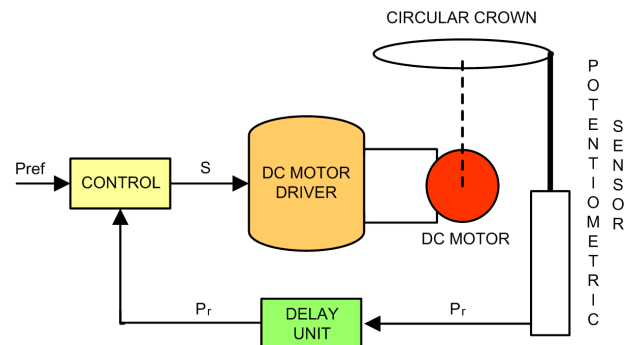 CIRCULAR CROWN
POTENTIOMETRIC
SENSOR
Pref
CONTROL
S
DC MOTOR
DRIVER
DC MOTOR
Pr
DELAY
UNIT
Pr